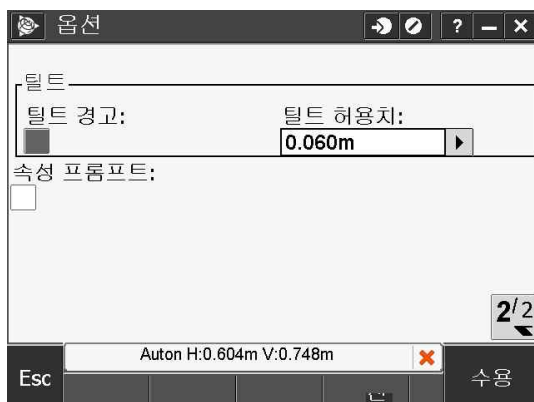 옵션
?
틸트
틸트 경고: 틸트 허용치:
0.060m
속성 프롬프트:
2/2
Auton H:0.604m V:0.748m
Esc 수용